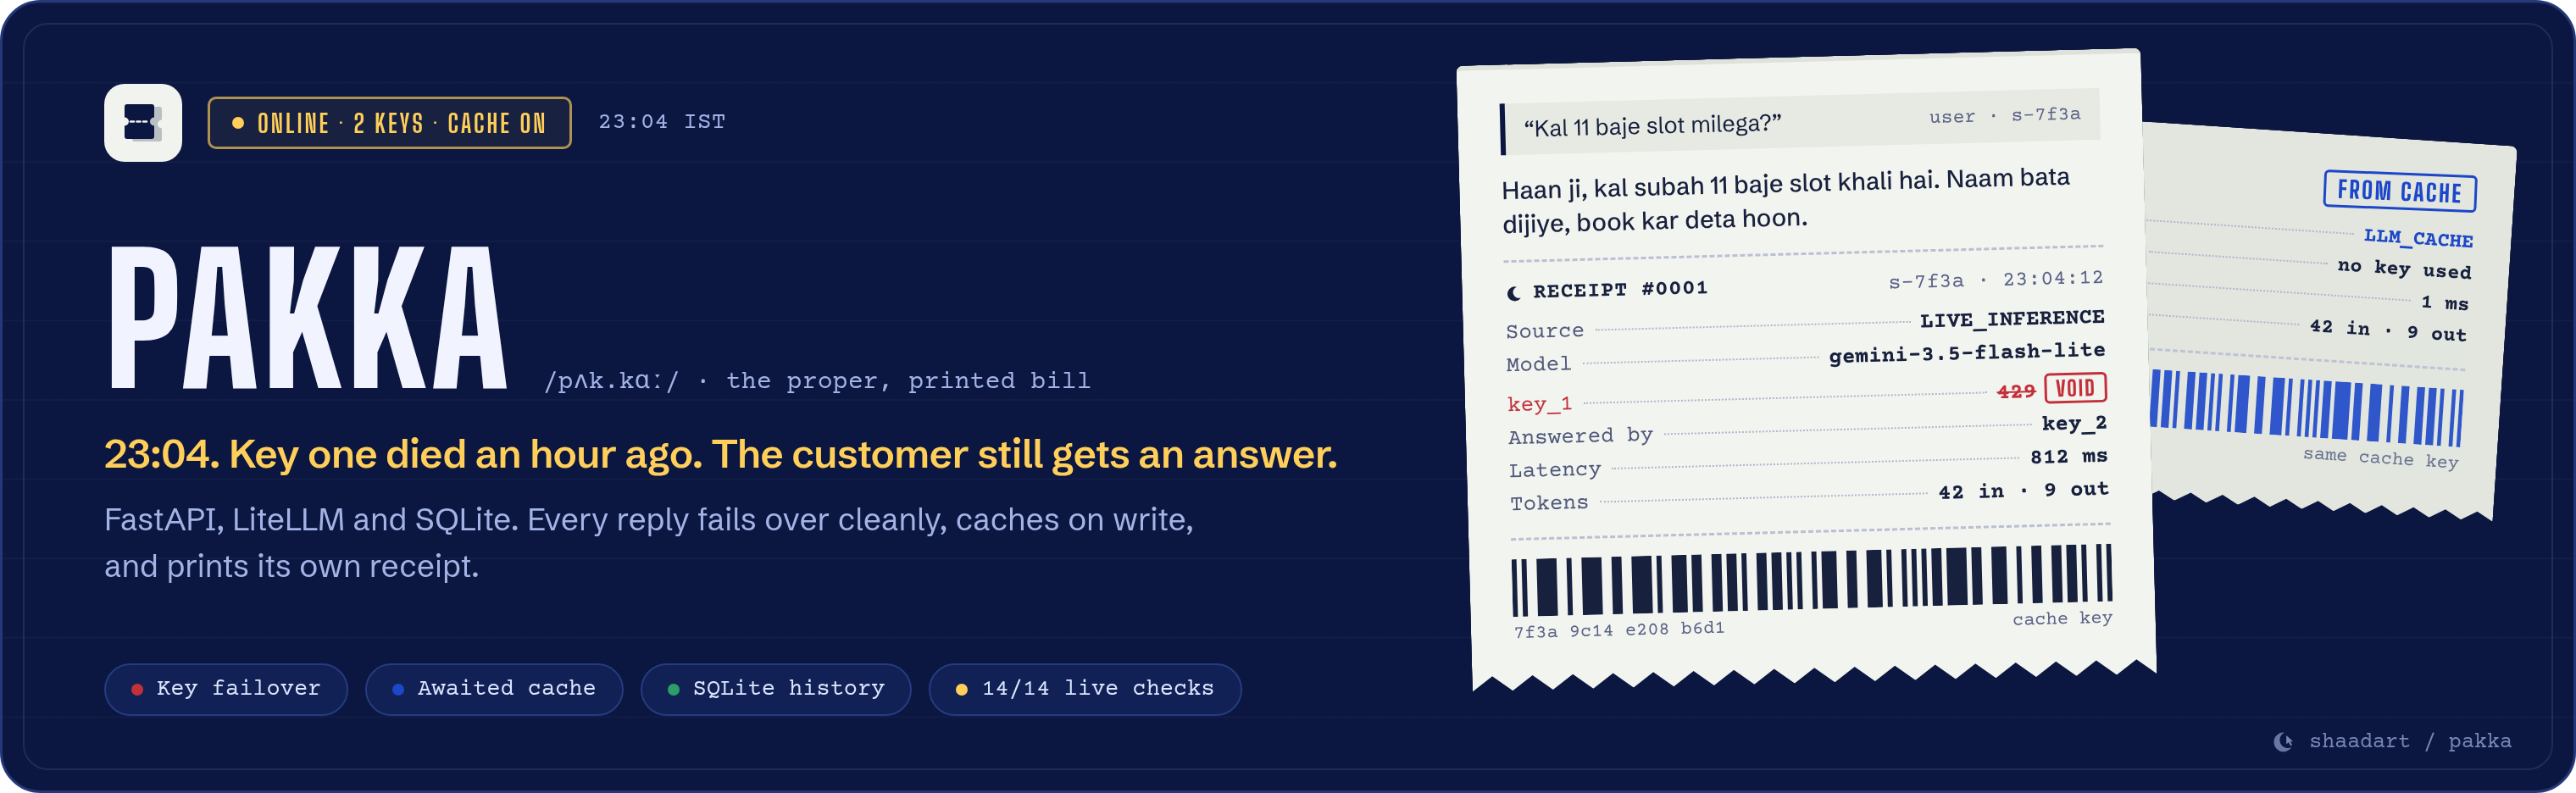 ONLINE · 2 KEYS · CACHE ON
23:04 IST
PAKKA
/pʌk.kɑː/ · the proper, printed bill
23:04. Key one died an hour ago. The customer still gets an answer.
FastAPI, LiteLLM and SQLite. Every reply fails over cleanly, caches on write,
and prints its own receipt.
Key failover
Awaited cache
SQLite history
14/14 live checks
“Kal 11 baje slot milega?” user · s-7f3a
Haan ji, kal subah 11 baje slot khali hai. Naam bata
dijiye, book kar deta hoon.
RECEIPT #0001 s-7f3a · 23:04:12
Source LIVE_INFERENCE
Model gemini-3.5-flash-lite
key_1 429 VOID
Answered by key_2
Latency 812 ms
Tokens 42 in · 9 out
7f3a 9c14 e208 b6d1 cache key
FROM CACHE
LLM_CACHE
no key used
1 ms
42 in · 9 out
same cache key
shaadart / pakka